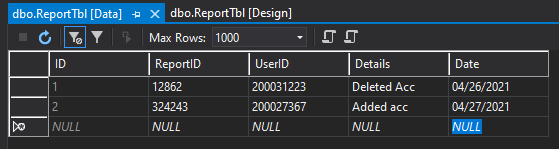 dbo.ReportTbl [Data] dbo.ReportTbl [Design]
Max Rows: 1000
ID ReportID UserID Details Date
1 12862 200031223 Deleted Acc 04/26/2021
2 324243 200027367 Added acc 04/27/2021
NULL NULL NULL NULL NULL